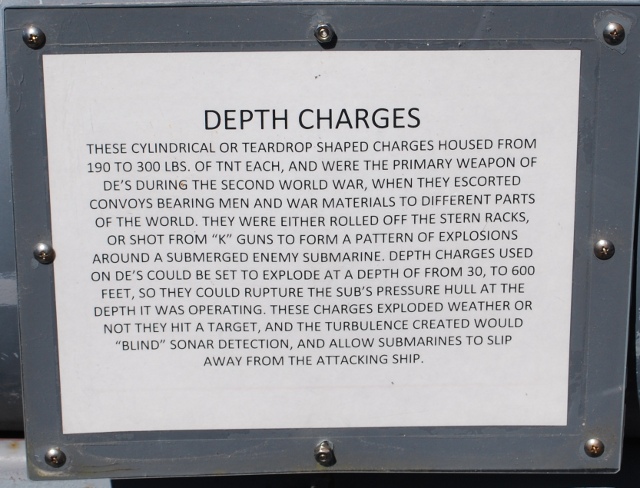 DEPTH CHARGES
THESE CYLINDRICAL OR TEARDROP SHAPED CHARGES HOUSED FROM
190 TO 300 LBS. OF TNT EACH, AND WERE THE PRIMARY WEAPON OF
DE'S DURING THE SECOND WORLD WAR, WHEN THEY ESCORTED
CONVOYS BEARING MEN AND WAR MATERIALS TO DIFFERENT PARTS
OF THE WORLD. THEY WERE EITHER ROLLED OFF THE STERN RACKS,
OR SHOT FROM “K” GUNS TO FORM A PATTERN OF EXPLOSIONS
AROUND A SUBMERGED ENEMY SUBMARINE. DEPTH CHARGES USED
ON DE'S COULD BE SET TO EXPLODE AT A DEPTH OF FROM 30, TO 600
FEET, SO THEY COULD RUPTURE THE SUB'S PRESSURE HULL AT THE
DEPTH IT WAS OPERATING. THESE CHARGES EXPLODED WEATHER OR
NOT THEY HIT A TARGET, AND THE TURBULENCE CREATED WOULD
“BLIND” SONAR DETECTION, AND ALLOW SUBMARINES TO SLIP
AWAY FROM THE ATTACKING SHIP.